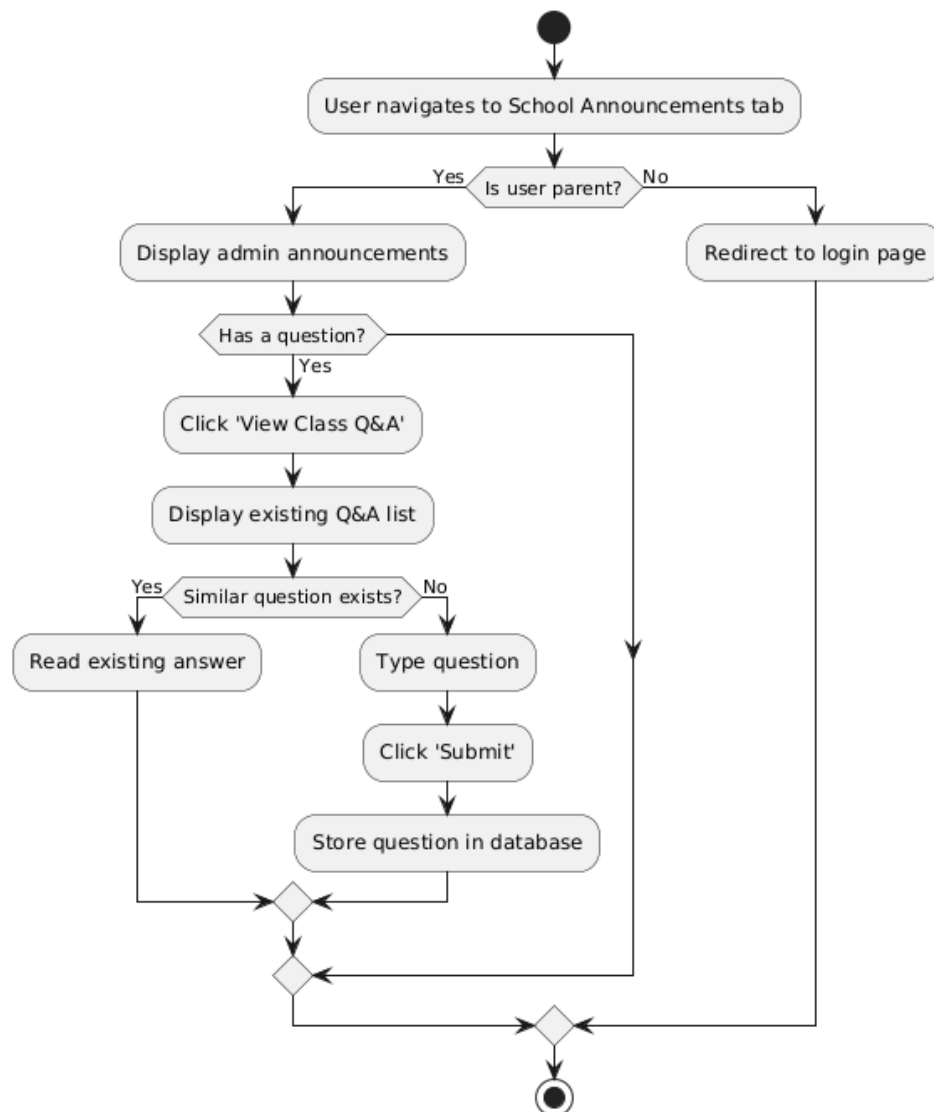 User navigates to School Announcements tab
Yes
Is user parent?
No
Display admin announcements
Redirect to login page
Has a question?
Yes
Click 'View Class Q&A'
Display existing Q&A list
Yes
Similar question exists?
No
Read existing answer
Type question
Click 'Submit'
Store question in database